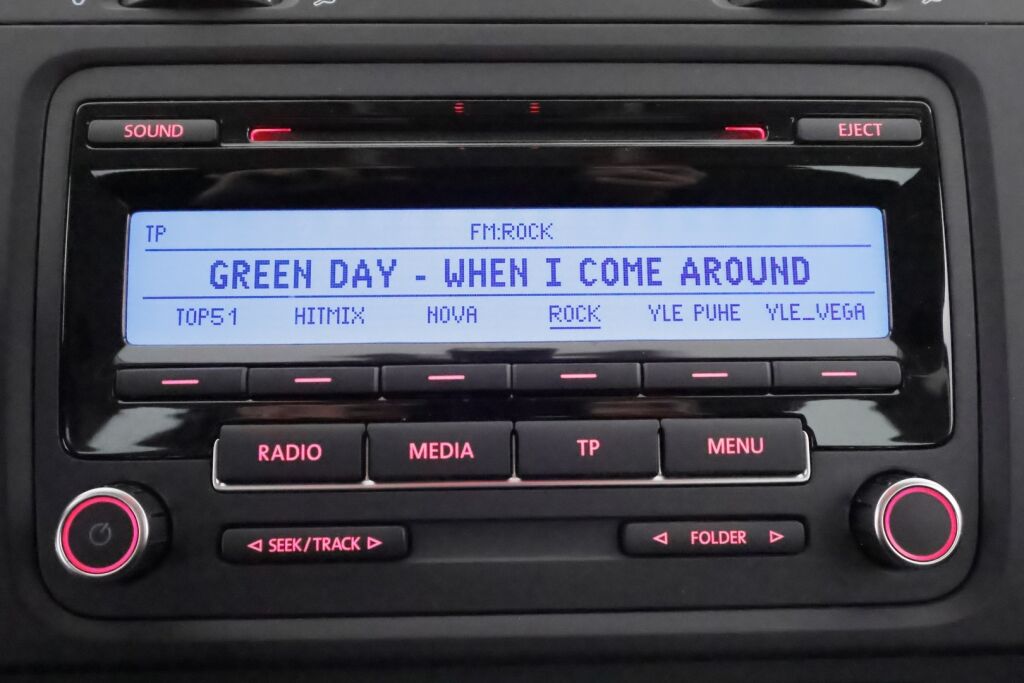 SOUND EJECT
TP FM:ROCK
GREEN DAY - WHEN I COME AROUND
TOP51 HITMIX NOVA ROCK YLE PUHE YLE_VEGA
RADIO MEDIA TP MENU
SEEK/TRACK FOLDER